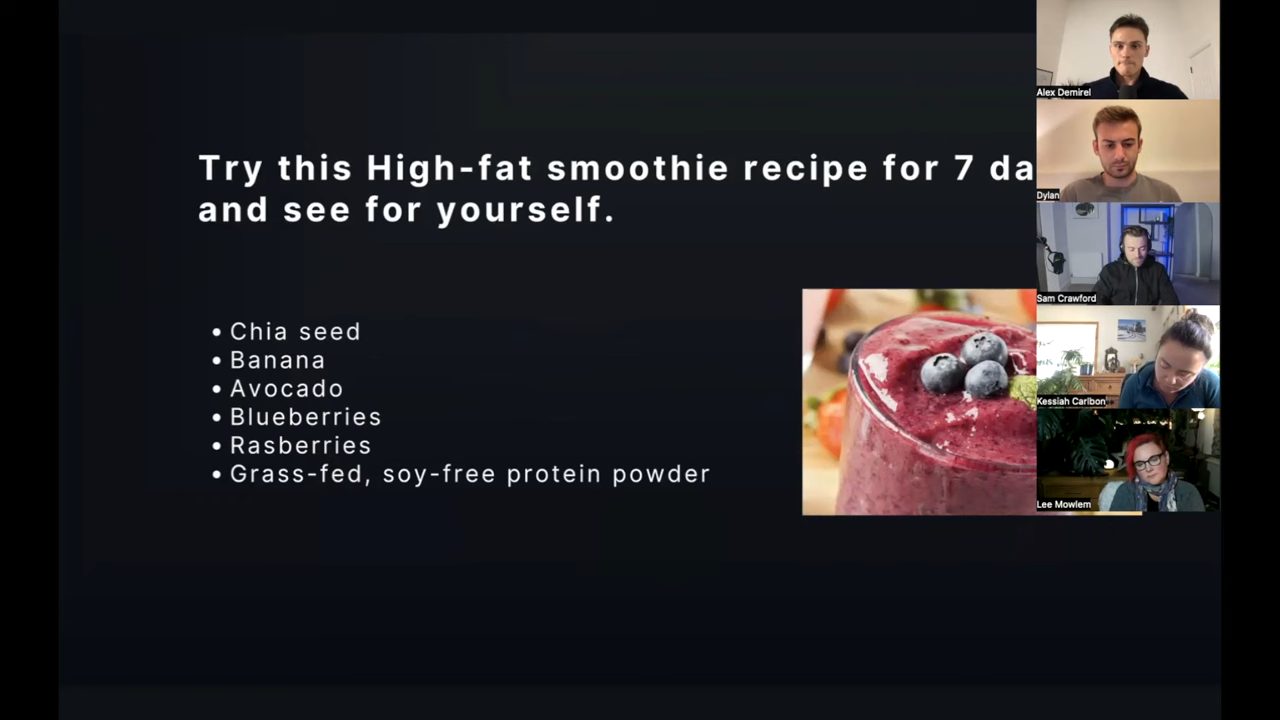 Try this High-fat smoothie recipe for 7 da
and see for yourself.
• Chia seed
• Banana
• Avocado
• Blueberries
• Rasberries
• Grass-fed, soy-free protein powder
Alex Demirel
Dylan
Sam Crawford
Kessiah Carlbon
Lee Mowlem